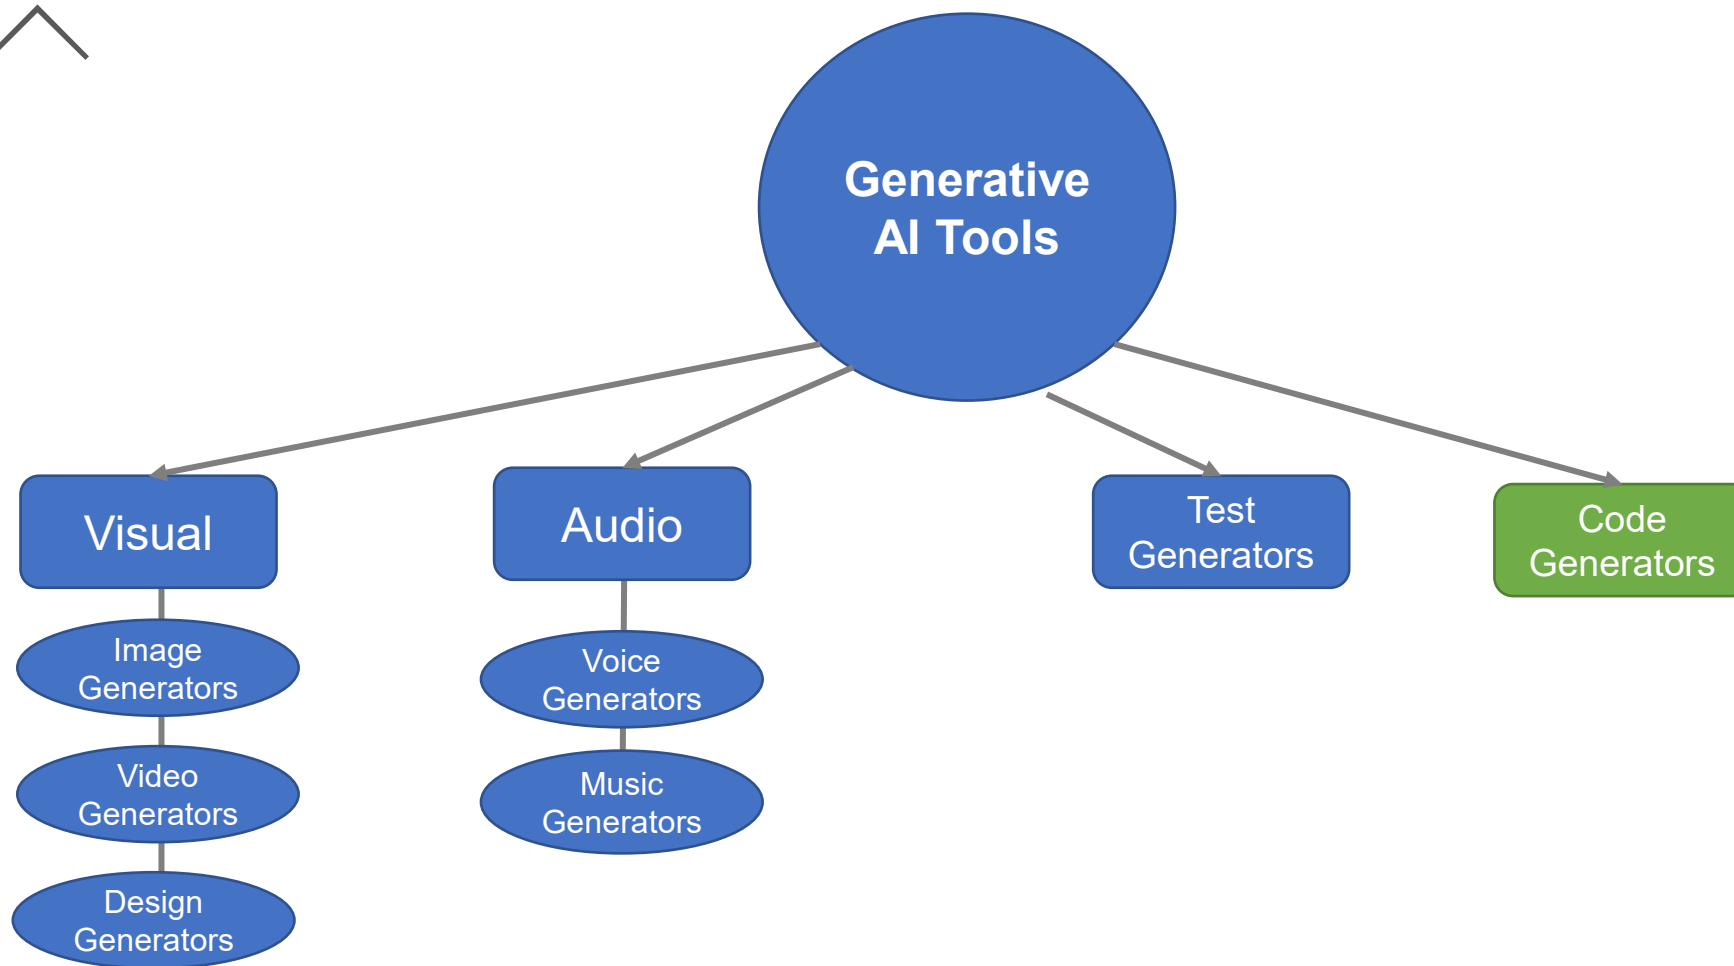 Generative
AI Tools
Visual
Audio
Test
Generators
Code
Generators
Image
Generators
Voice
Generators
Video
Generators
Music
Generators
Design
Generators